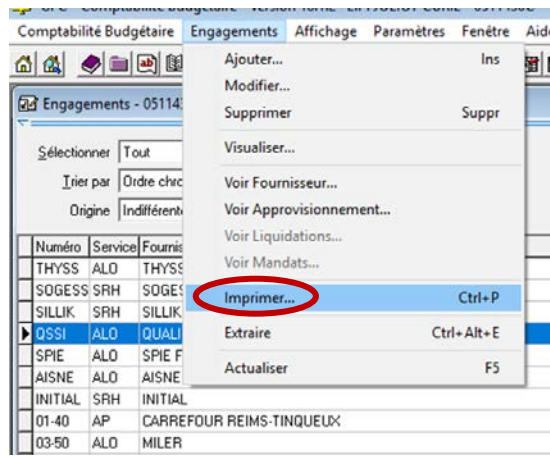 Comptabilité Budgétaire Engagements Affichage Paramètres Fenêtre Aide
Ajouter... Ins
Modifier...
Supprimer Suppr
Visualiser...
Voir Fournisseur...
Voir Approvisionnement...
Voir Liquidations...
Voir Mandats...
Imprimer... Ctrl+P
Extraire Ctrl+Alt+E
Actualiser F5
Engagements - 05114
Sélectionner Tout
Trier par Ordre chro
Origine Indifférent
Numéro Service Fournis
THYSS ALO THYSS
SOGESS SRH SOGES
SILLIK SRH SILLIK
QSSI ALO QUALI
SPIE ALO SPIE F
AISNE ALO AISNE
INITIAL SRH INITIAL
01-40 AP CARREFOUR REIMS-TINQUEUX
03-50 ALO MILER